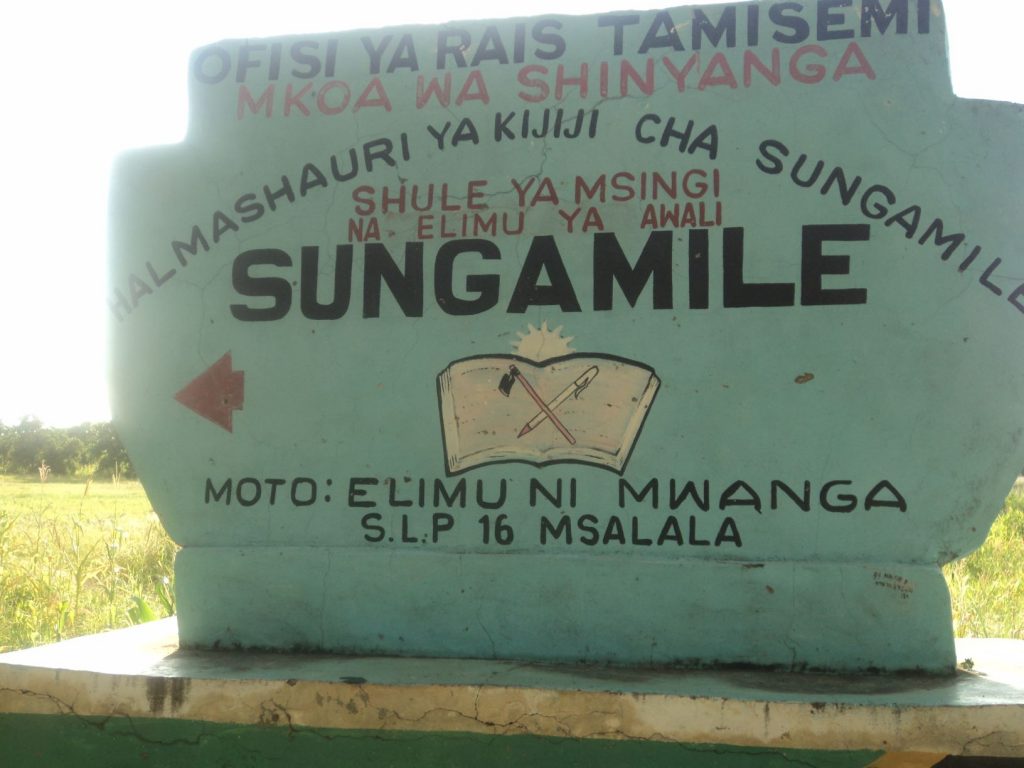 OFISI YA RAIS TAMISEMI
MKOA WA SHINYANGA
HALMASHAURI YA KIJIJI CHA SUNGAMILE
SHULE YA MSINGI
NA ELIMU YA AWALI
SUNGAMILE
MOTO: ELIMU NI MWANGA
S.L.P 16 MSALALA